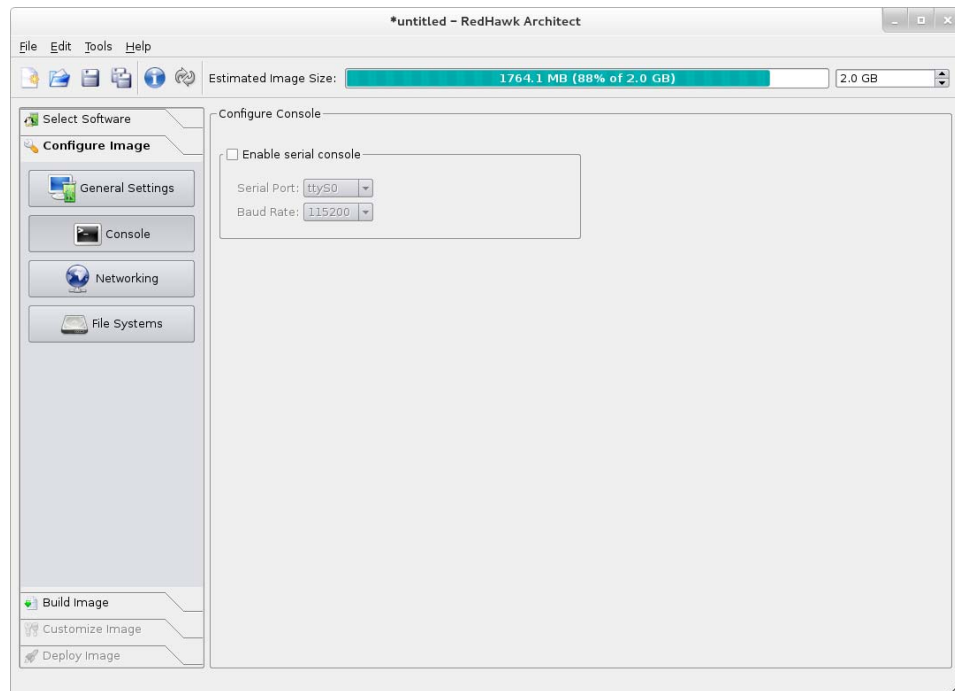 *untitled – RedHawk Architect
File Edit Tools Help
Estimated Image Size: 1764.1 MB (88% of 2.0 GB) 2.0 GB
Select Software
Configure Image
General Settings
Console
Networking
File Systems
Build Image
Customize Image
Deploy Image
Configure Console
Enable serial console
Serial Port: ttyS0
Baud Rate: 115200